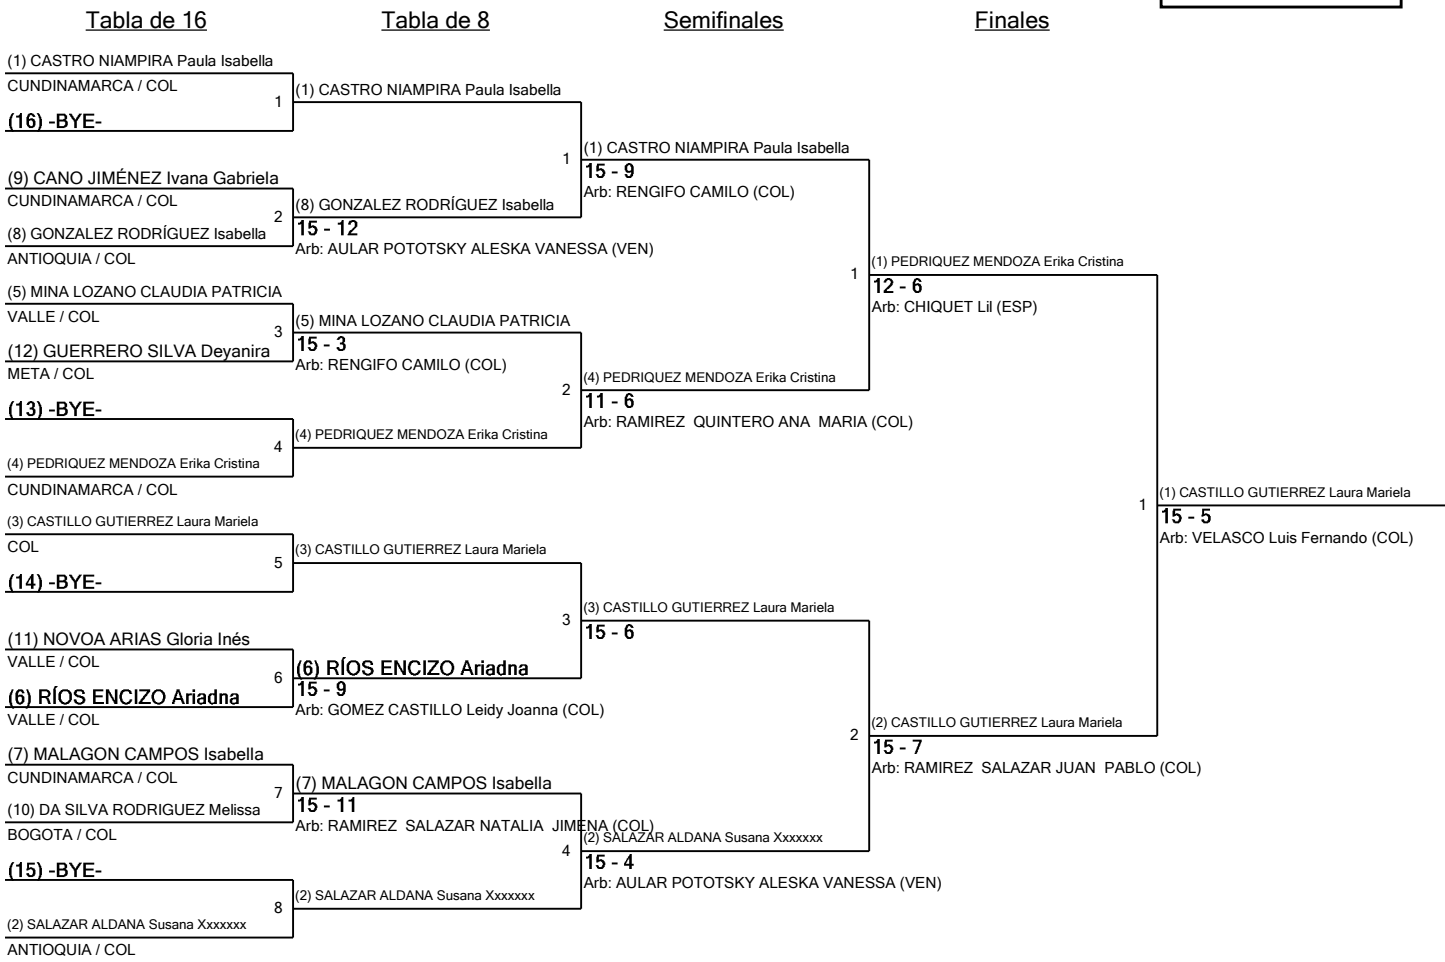 Tabla de 16
Tabla de 8
Semifinales
Finales
(1) CASTRO NIAMPIRA Paula Isabella
CUNDINAMARCA / COL
1
(16) -BYE-
(9) CANO JIMÉNEZ Ivana Gabriela
CUNDINAMARCA / COL
2
(8) GONZALEZ RODRÍGUEZ Isabella
ANTIOQUIA / COL
(5) MINA LOZANO CLAUDIA PATRICIA
VALLE / COL
3
(12) GUERRERO SILVA Deyanira
META / COL
(13) -BYE-
4
(4) PEDRIQUEZ MENDOZA Erika Cristina
CUNDINAMARCA / COL
(3) CASTILLO GUTIERREZ Laura Mariela
COL
5
(14) -BYE-
(11) NOVOA ARIAS Gloria Inés
VALLE / COL
6
(6) RÍOS ENCIZO Ariadna
VALLE / COL
(7) MALAGON CAMPOS Isabella
CUNDINAMARCA / COL
7
(10) DA SILVA RODRIGUEZ Melissa
BOGOTA / COL
(15) -BYE-
8
(2) SALAZAR ALDANA Susana Xxxxxxx
ANTIOQUIA / COL
(1) CASTRO NIAMPIRA Paula Isabella
1
(8) GONZALEZ RODRÍGUEZ Isabella
15 - 12
Arb: AULAR POTOTSKY ALESKA VANESSA (VEN)
(5) MINA LOZANO CLAUDIA PATRICIA
15 - 3
Arb: RENGIFO CAMILO (COL)
2
(4) PEDRIQUEZ MENDOZA Erika Cristina
(3) CASTILLO GUTIERREZ Laura Mariela
3
(6) RÍOS ENCIZO Ariadna
15 - 9
Arb: GOMEZ CASTILLO Leidy Joanna (COL)
(7) MALAGON CAMPOS Isabella
15 - 11
Arb: RAMIREZ  SALAZAR NATALIA  JIMENA (COL)
4
(2) SALAZAR ALDANA Susana Xxxxxxx
(1) CASTRO NIAMPIRA Paula Isabella
15 - 9
Arb: RENGIFO CAMILO (COL)
1
(4) PEDRIQUEZ MENDOZA Erika Cristina
11 - 6
Arb: RAMIREZ  QUINTERO ANA  MARIA (COL)
(3) CASTILLO GUTIERREZ Laura Mariela
15 - 6
2
(2) SALAZAR ALDANA Susana Xxxxxxx
15 - 4
Arb: AULAR POTOTSKY ALESKA VANESSA (VEN)
(1) PEDRIQUEZ MENDOZA Erika Cristina
12 - 6
Arb: CHIQUET Lil (ESP)
1
(2) CASTILLO GUTIERREZ Laura Mariela
15 - 7
Arb: RAMIREZ  SALAZAR JUAN  PABLO (COL)
(1) CASTILLO GUTIERREZ Laura Mariela
15 - 5
Arb: VELASCO Luis Fernando (COL)